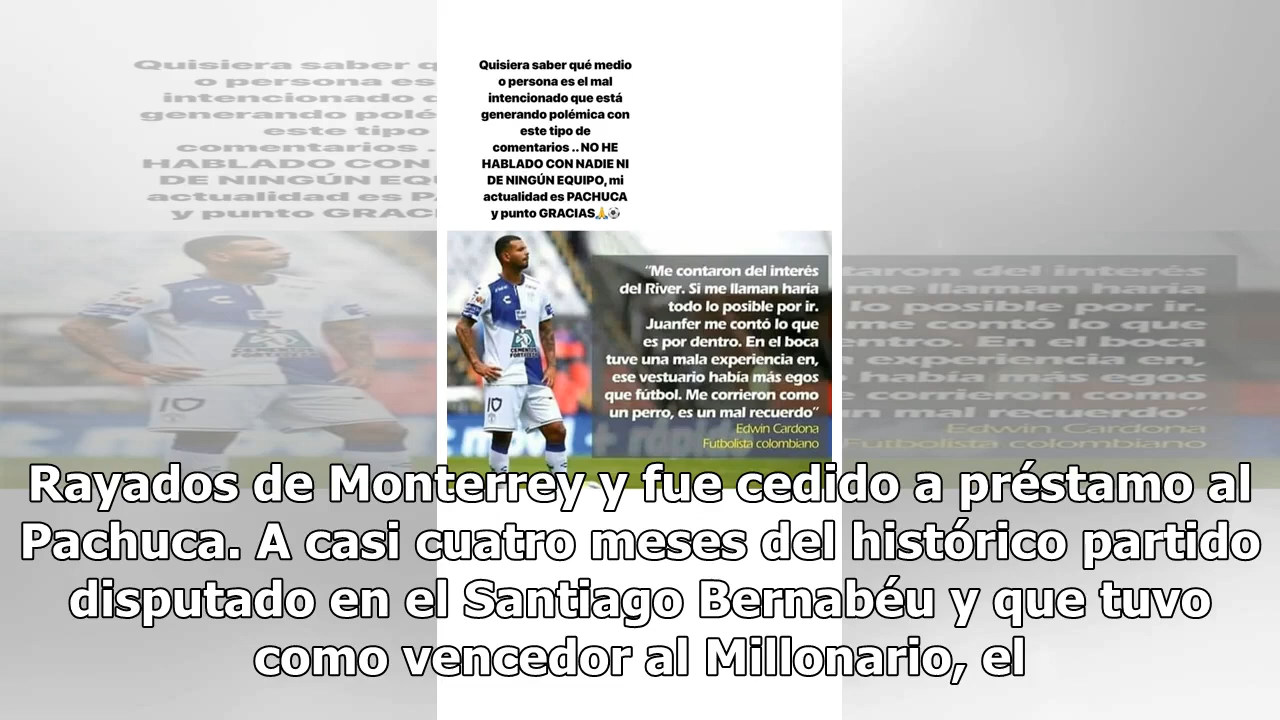 Quisiera saber qué medio
o persona es el mal
intencionado que está
generando polémica con
este tipo de
comentarios .. NO HE
HABLADO CON NADIE NI
DE NINGÚN EQUIPO, mi
actualidad es PACHUCA
y punto GRACIAS🙏⚽
"Me contaron del interés
del River. Si me llaman haría
todo lo posible por ir.
Juanfer me contó lo que
es por dentro. En el boca
tuve una mala experiencia en,
ese vestuario había más egos
que fútbol. Me corrieron como
un perro, es un mal recuerdo"
Edwin Cardona
Futbolista colombiano
CEMENTOS
FORTALEZA
10
Rayados de Monterrey y fue cedido a préstamo al
Pachuca. A casi cuatro meses del histórico partido
disputado en el Santiago Bernabéu y que tuvo
como vencedor al Millonario, el